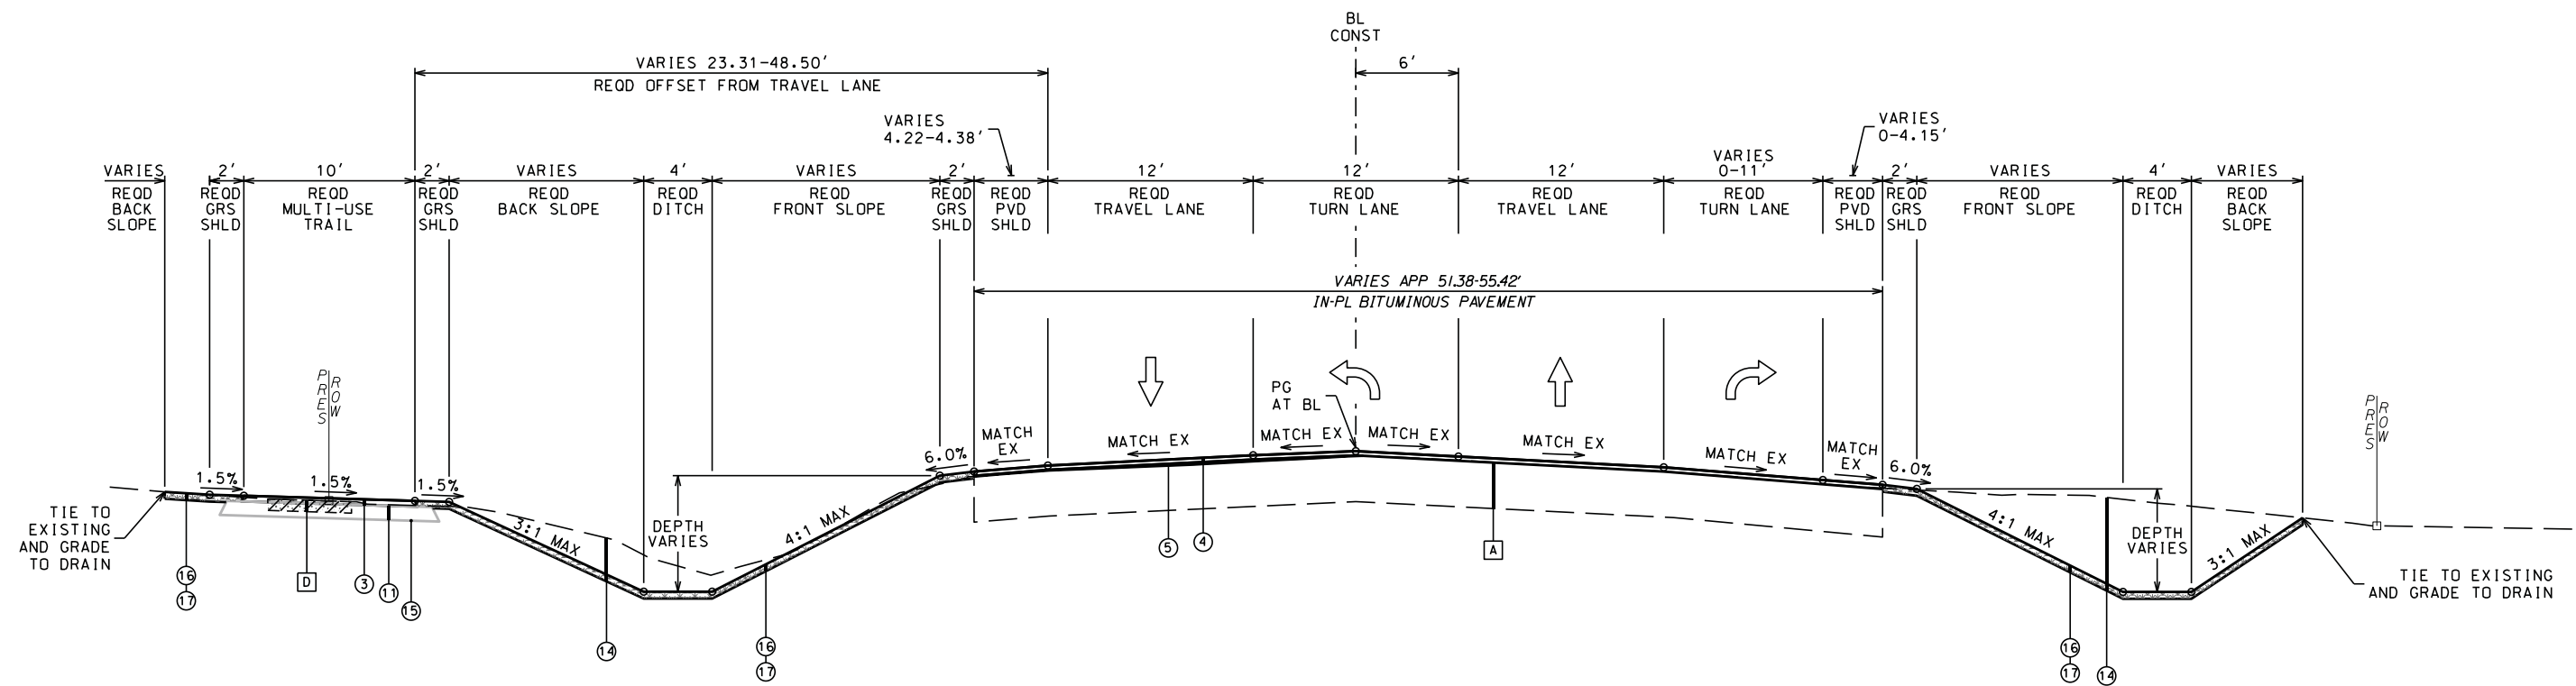 BL
CONST
VARIES 23.31-48.50'
REQD OFFSET FROM TRAVEL LANE
6'
VARIES
4.22-4.38'
VARIES
0-4.15'
VARIES
REQD
BACK
SLOPE
2'
REQD
GRS
SHLD
10'
REQD
MULTI-USE
TRAIL
2'
REQD
GRS
SHLD
VARIES
REQD
BACK SLOPE
4'
REQD
DITCH
VARIES
REQD
FRONT SLOPE
2'
REQD
GRS
SHLD
REQD
PVD
SHLD
12'
REQD
TRAVEL LANE
12'
REQD
TURN LANE
12'
REQD
TRAVEL LANE
VARIES
0-11'
REQD
TURN LANE
REQD
PVD
SHLD
2'
REQD
GRS
SHLD
VARIES
REQD
FRONT SLOPE
4'
REQD
DITCH
VARIES
REQD
BACK
SLOPE
VARIES APP 51.38-55.42'
IN-PL BITUMINOUS PAVEMENT
PRES
ROW
PG
AT BL
PRES
ROW
1.5%
1.5%
1.5%
6.0%
MATCH
EX
MATCH EX
MATCH EX
MATCH EX
MATCH EX
MATCH EX
MATCH
EX
6.0%
TIE TO
EXISTING
AND GRADE
TO DRAIN
3:1 MAX
DEPTH
VARIES
4:1 MAX
4:1 MAX
DEPTH
VARIES
3:1 MAX
TIE TO EXISTING
AND GRADE TO DRAIN
16
17
D
3
11
15
14
16
17
5
4
A
16
17
14